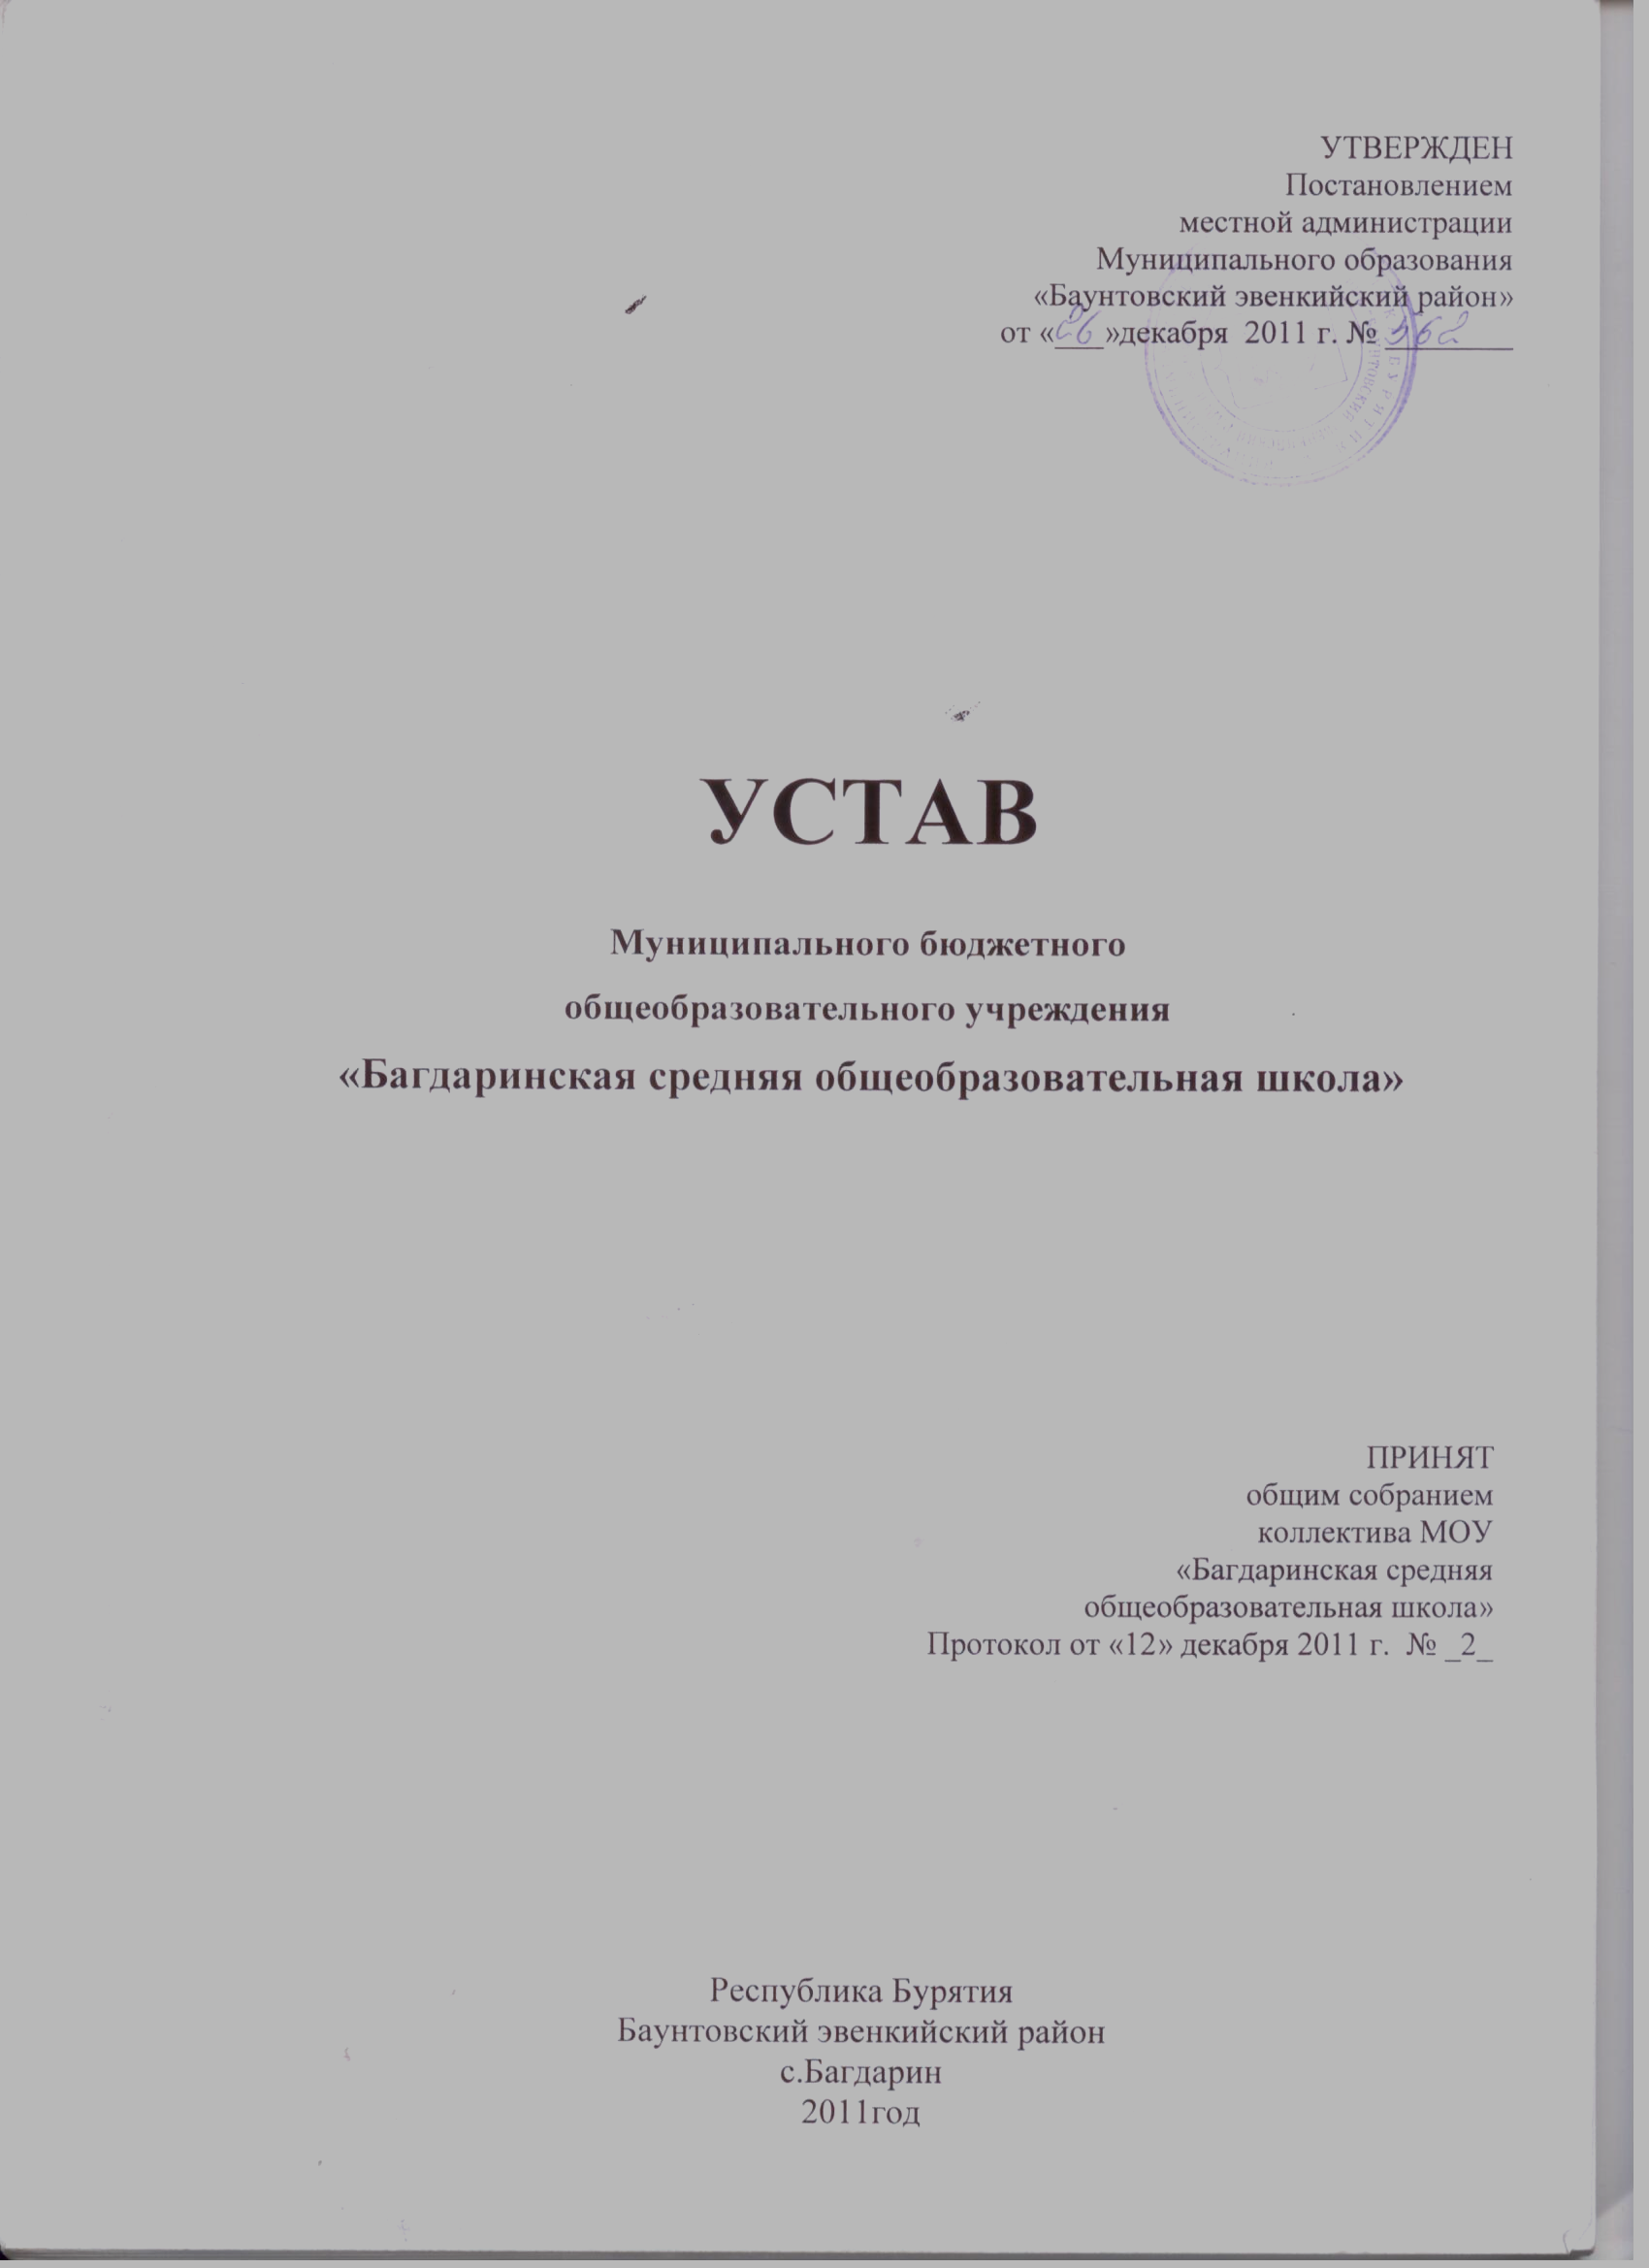 УТВЕРЖДЕН
Постановлением
местной администрации
Муниципального образования
«Баунтовский эвенкийский район»
от «26»декабря 2011 г. № 362
УСТАВ
Муниципального бюджетного
общеобразовательного учреждения
«Багдаринская средняя общеобразовательная школа»
ПРИНЯТ
общим собранием
коллектива МОУ
«Багдаринская средняя
общеобразовательная школа»
Протокол от «12» декабря 2011 г. № _2_
Республика Бурятия
Баунтовский эвенкийский район
с.Багдарин
2011год